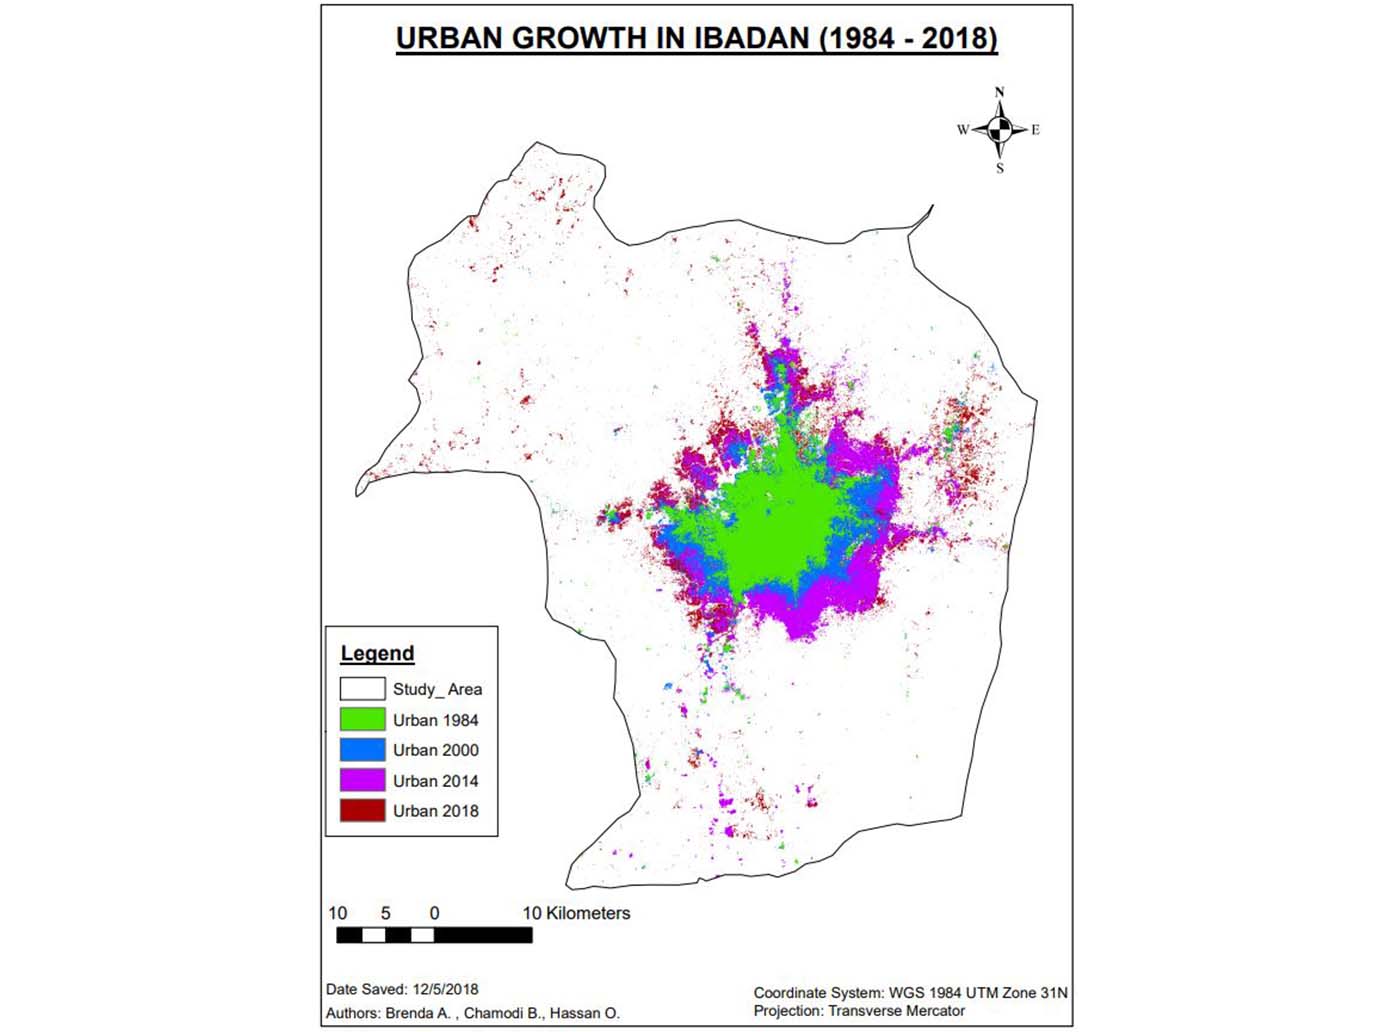 URBAN GROWTH IN IBADAN (1984 - 2018)
N
W E
S
Legend
Study_ Area
Urban 1984
Urban 2000
Urban 2014
Urban 2018
10 5 0 10 Kilometers
Date Saved: 12/5/2018
Authors: Brenda A. , Chamodi B., Hassan O.
Coordinate System: WGS 1984 UTM Zone 31N
Projection: Transverse Mercator